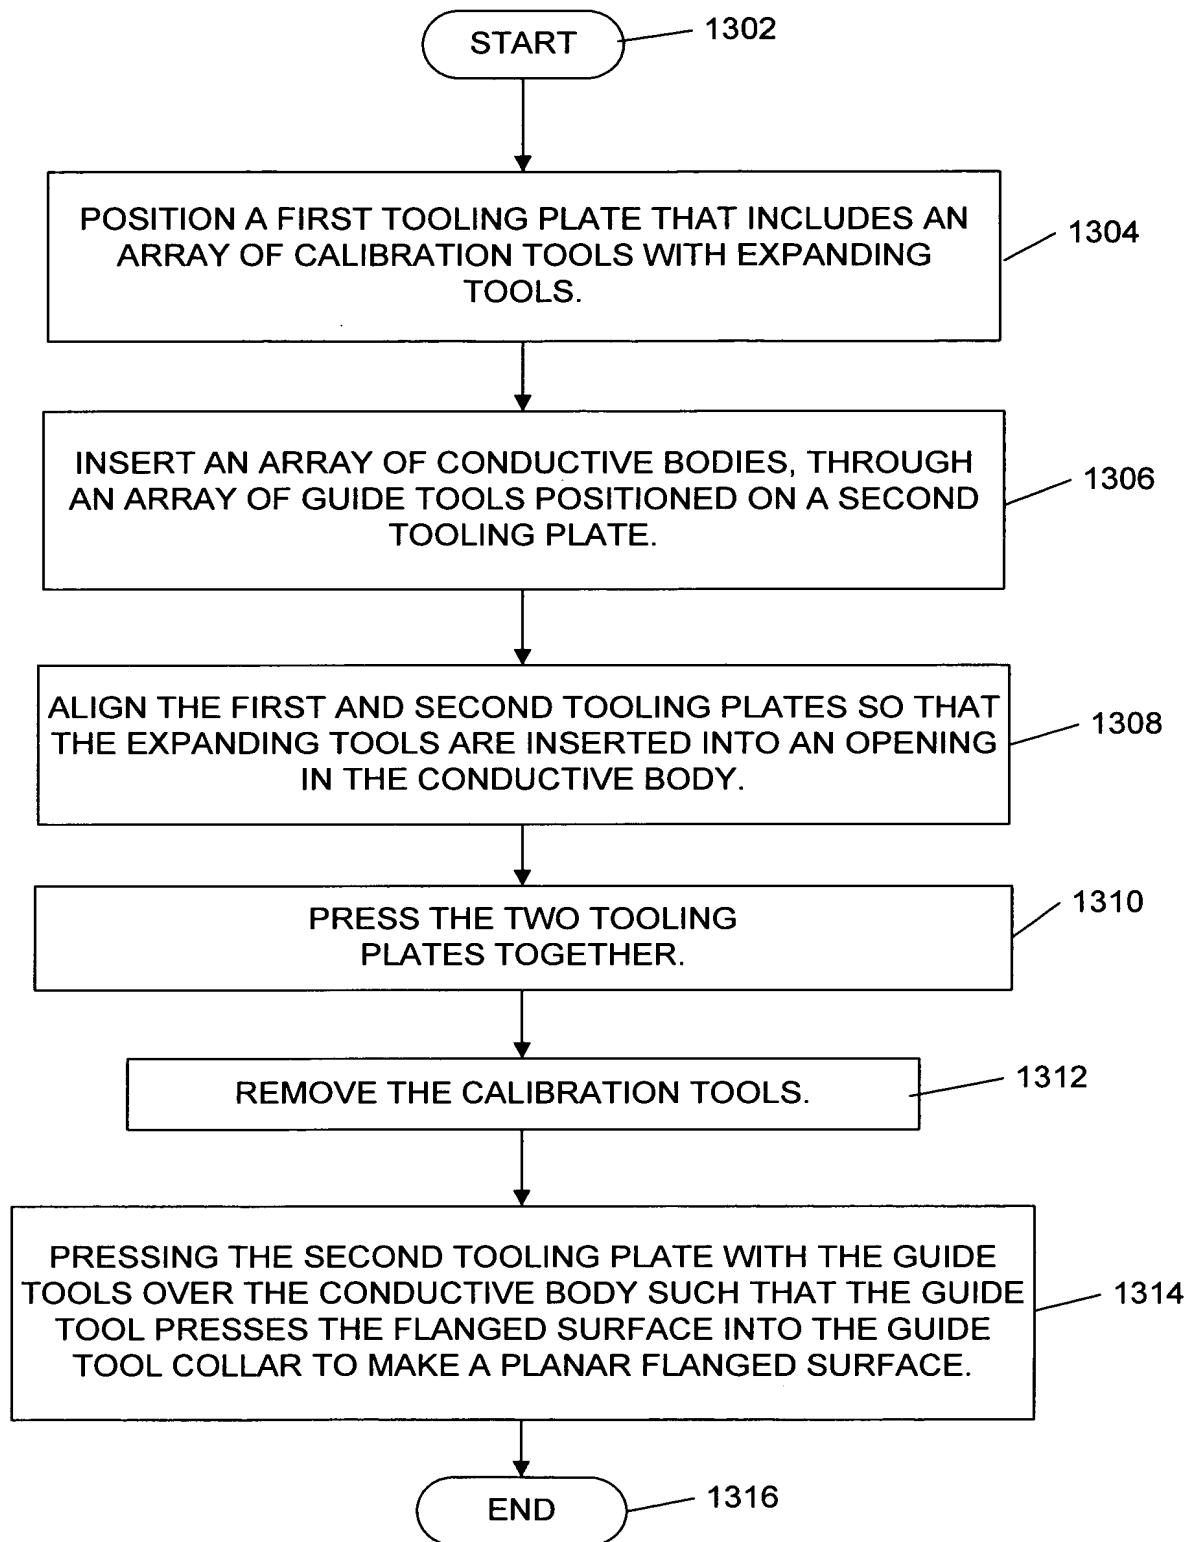 START
1302
POSITION A FIRST TOOLING PLATE THAT INCLUDES AN
ARRAY OF CALIBRATION TOOLS WITH EXPANDING
TOOLS.
1304
INSERT AN ARRAY OF CONDUCTIVE BODIES, THROUGH
AN ARRAY OF GUIDE TOOLS POSITIONED ON A SECOND
TOOLING PLATE.
1306
ALIGN THE FIRST AND SECOND TOOLING PLATES SO THAT
THE EXPANDING TOOLS ARE INSERTED INTO AN OPENING
IN THE CONDUCTIVE BODY.
1308
PRESS THE TWO TOOLING
PLATES TOGETHER.
1310
REMOVE THE CALIBRATION TOOLS.
1312
PRESSING THE SECOND TOOLING PLATE WITH THE GUIDE
TOOLS OVER THE CONDUCTIVE BODY SUCH THAT THE GUIDE
TOOL PRESSES THE FLANGED SURFACE INTO THE GUIDE
TOOL COLLAR TO MAKE A PLANAR FLANGED SURFACE.
1314
END
1316